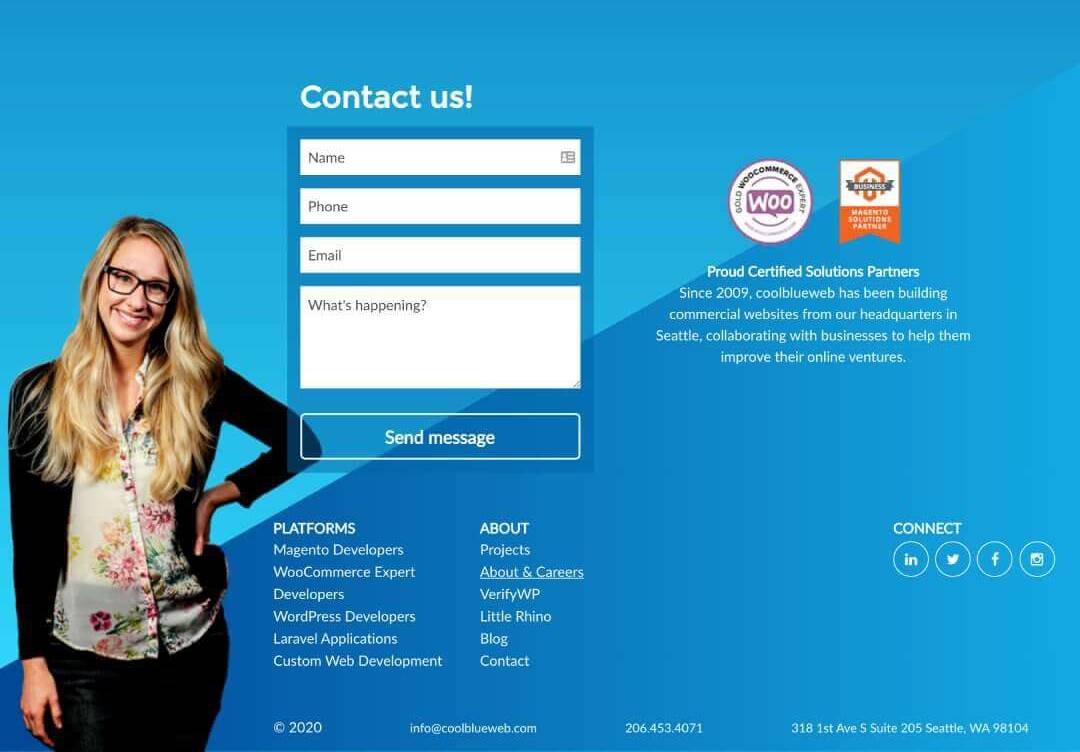 Contact us!
Name
Phone
Email
What's happening?
Send message
GOLD WOOCOMMERCE EXPERT
WOO
BUSINESS
MAGENTO
SOLUTIONS
PARTNER
Proud Certified Solutions Partners
Since 2009, coolblueweb has been building
commercial websites from our headquarters in
Seattle, collaborating with businesses to help them
improve their online ventures.
PLATFORMS
Magento Developers
WooCommerce Expert
Developers
WordPress Developers
Laravel Applications
Custom Web Development
ABOUT
Projects
About & Careers
VerifyWP
Little Rhino
Blog
Contact
CONNECT
in
f
© 2020
info@coolblueweb.com
206.453.4071
318 1st Ave S Suite 205 Seattle, WA 98104